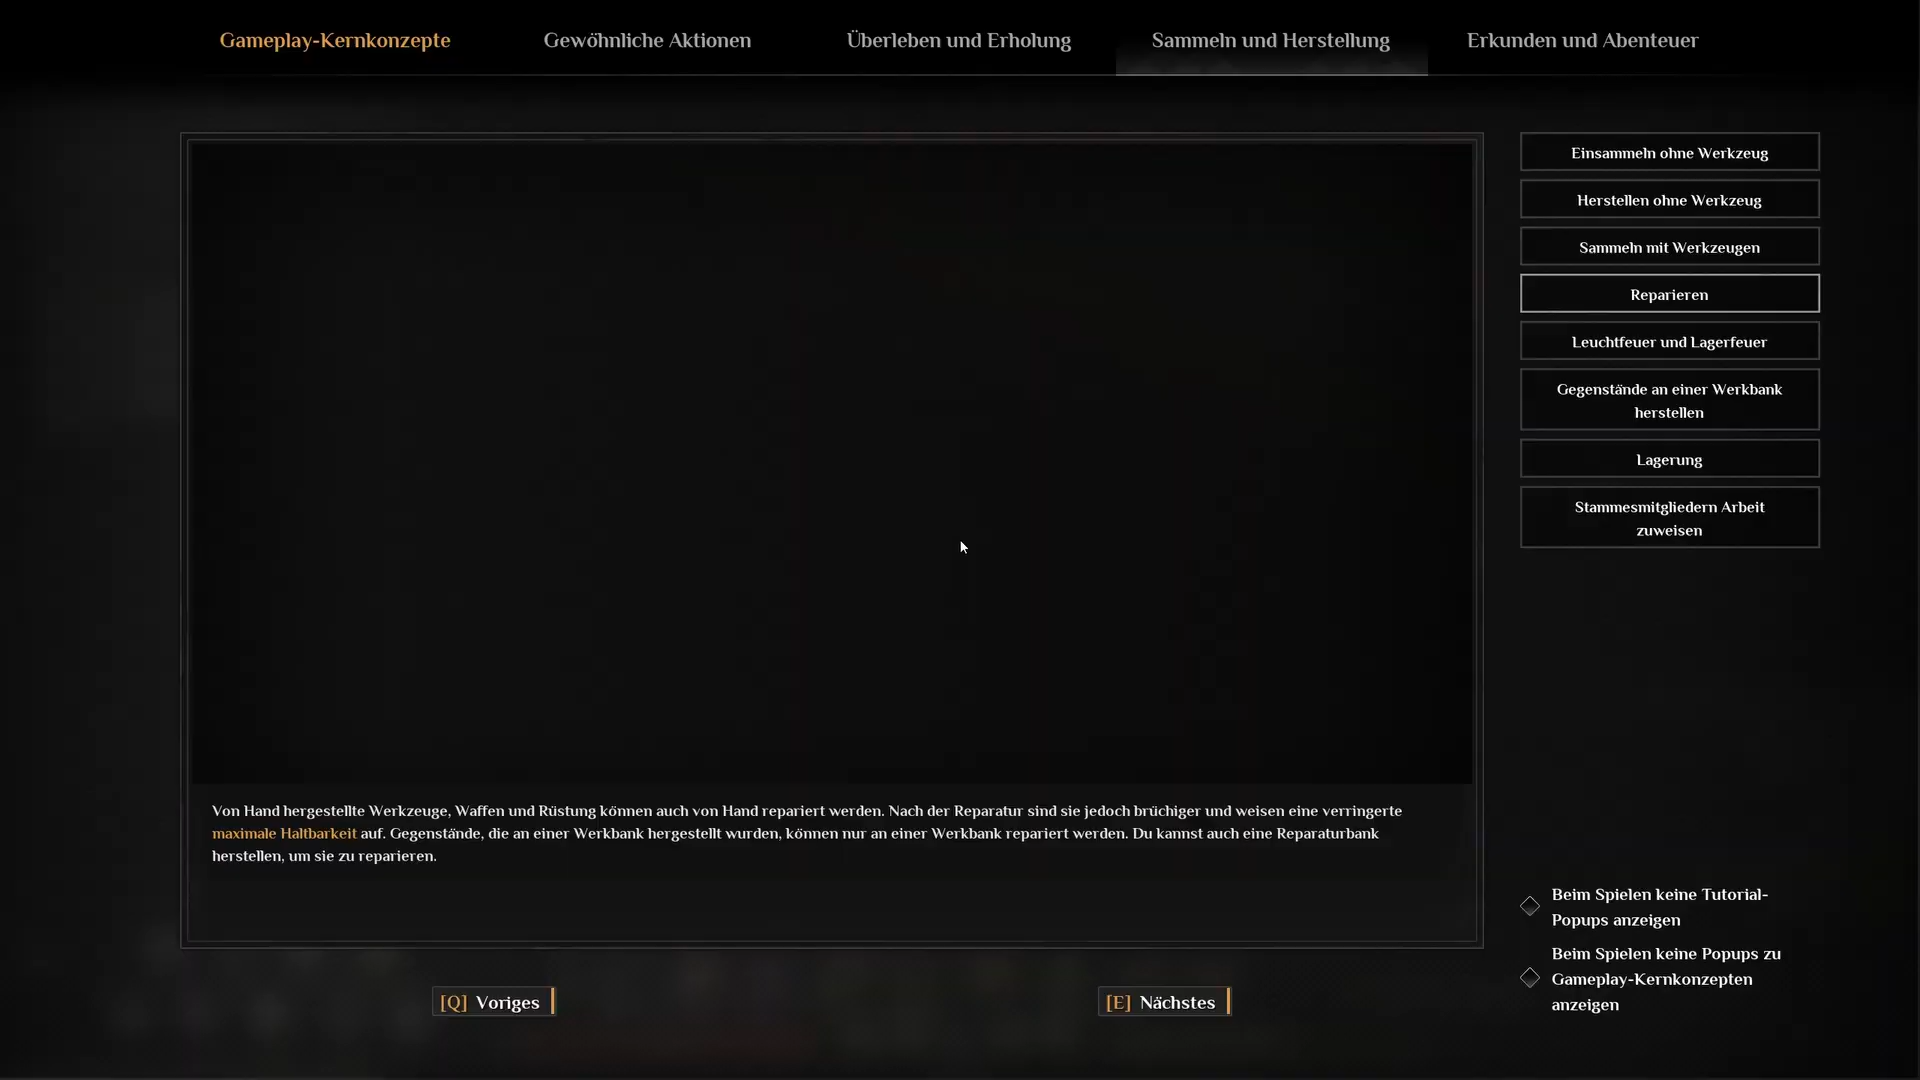 Gameplay-Kernkonzepte
Gewöhnliche Aktionen
Überleben und Erholung
Sammeln und Herstellung
Erkunden und Abenteuer
Einsammeln ohne Werkzeug
Herstellen ohne Werkzeug
Sammeln mit Werkzeugen
Reparieren
Leuchtfeuer und Lagerfeuer
Gegenstände an einer Werkbank
herstellen
Lagerung
Stammesmitgliedern Arbeit
zuweisen
Von Hand hergestellte Werkzeuge, Waffen und Rüstung können auch von Hand repariert werden. Nach der Reparatur sind sie jedoch brüchiger und weisen eine verringerte
maximale Haltbarkeit auf. Gegenstände, die an einer Werkbank hergestellt wurden, können nur an einer Werkbank repariert werden. Du kannst auch eine Reparaturbank
herstellen, um sie zu reparieren.
Beim Spielen keine Tutorial-
Popups anzeigen
Beim Spielen keine Popups zu
Gameplay-Kernkonzepten
anzeigen
[Q] Voriges
[E] Nächstes